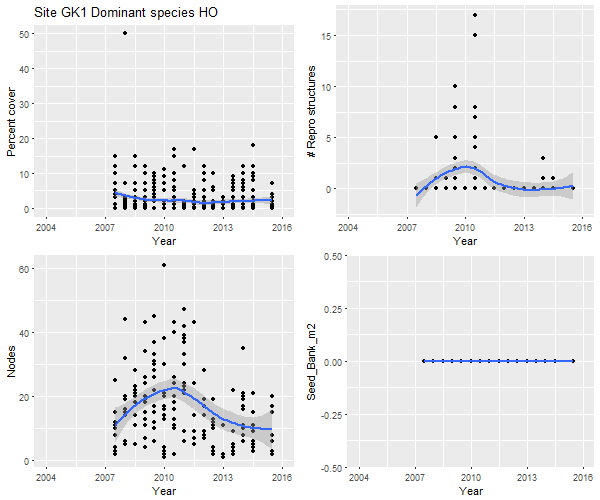 Site GK1 Dominant species HO
Percent cover
50
40
30
20
10
0
2004 2007 2010 2013 2016
Year
# Repro structures
15
10
5
0
2004 2007 2010 2013 2016
Year
Nodes
60
40
20
0
2004 2007 2010 2013 2016
Year
Seed_Bank_m2
0.50
0.25
0.00
-0.25
-0.50
2004 2007 2010 2013 2016
Year